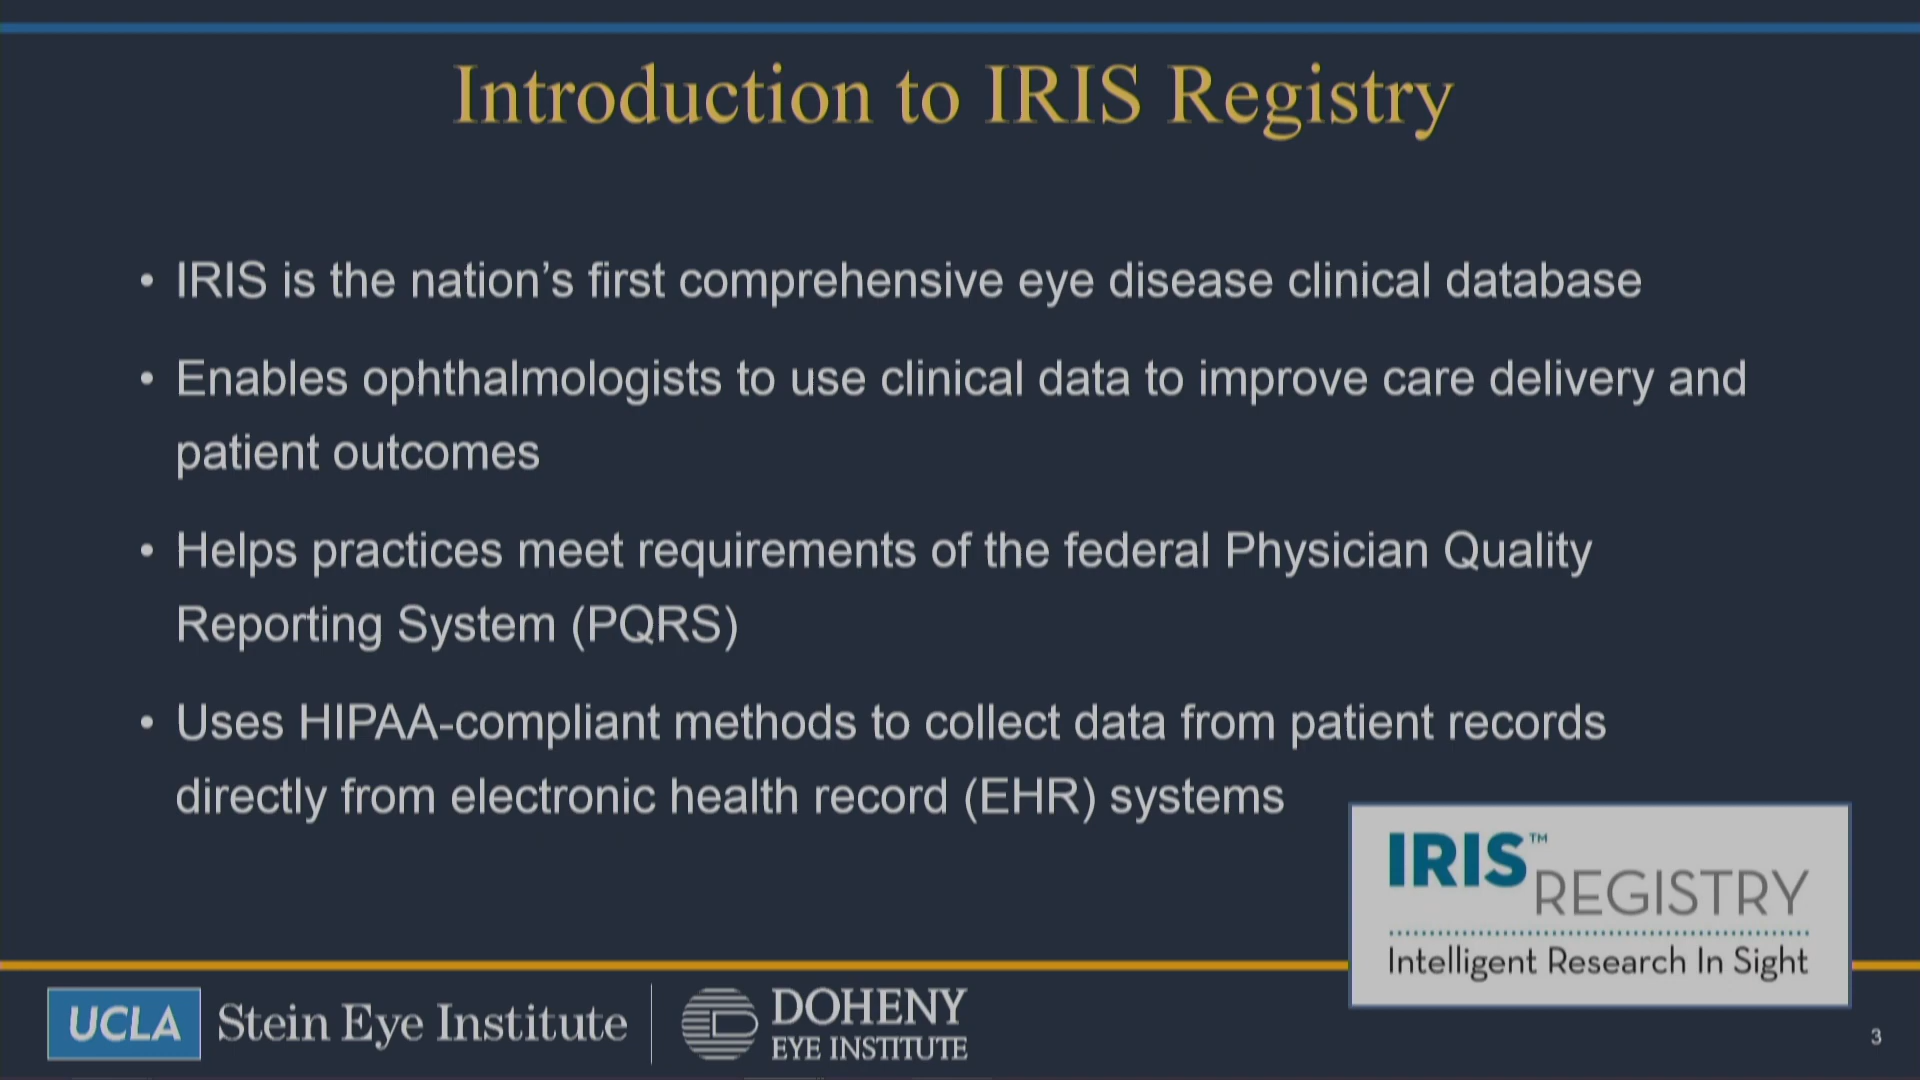 Introduction to IRIS Registry
• IRIS is the nation’s first comprehensive eye disease clinical database
• Enables ophthalmologists to use clinical data to improve care delivery and
patient outcomes
• Helps practices meet requirements of the federal Physician Quality
Reporting System (PQRS)
• Uses HIPAA-compliant methods to collect data from patient records
directly from electronic health record (EHR) systems
IRIS™
REGISTRY
Intelligent Research In Sight
UCLA Stein Eye Institute
DOHENY
EYE INSTITUTE
3